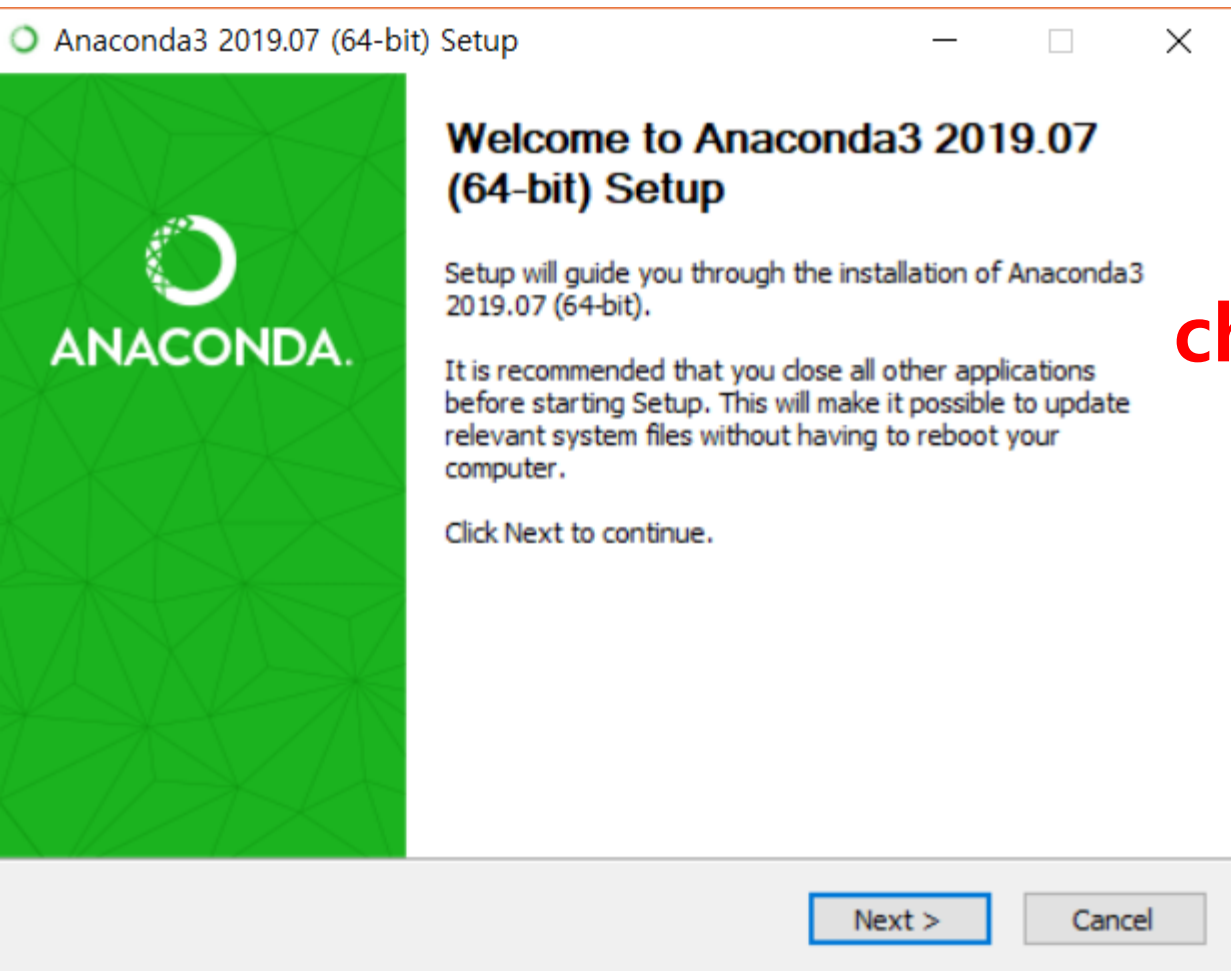 Anaconda3 2019.07 (64-bit) Setup
Welcome to Anaconda3 2019.07
(64-bit) Setup
ANACONDA.
Setup will guide you through the installation of Anaconda3
2019.07 (64-bit).
It is recommended that you close all other applications
before starting Setup. This will make it possible to update
relevant system files without having to reboot your
computer.
Click Next to continue.
Next >
Cancel